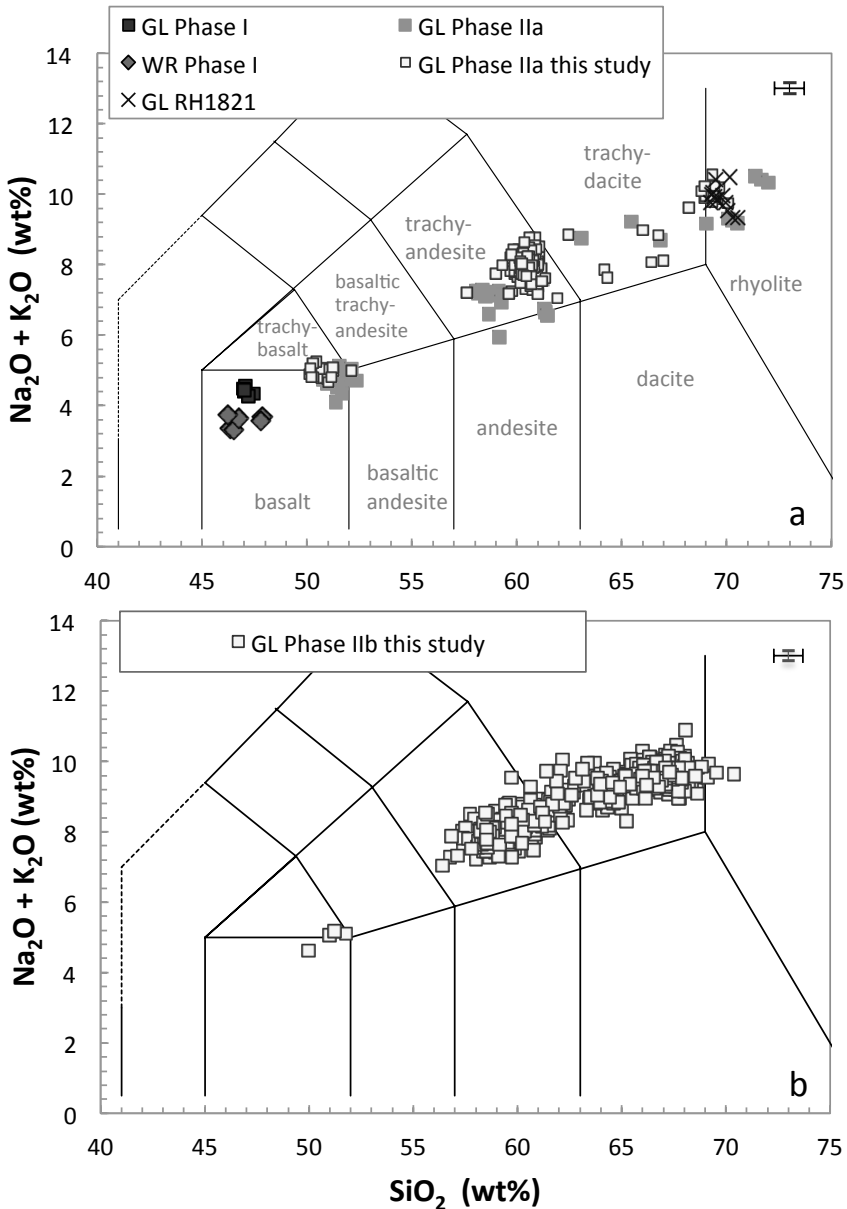 GL Phase I
GL Phase IIa
WR Phase I
GL Phase IIa this study
GL RH1821
14
12
10
8
6
4
2
0
Na₂O + K₂O (wt%)
trachy-
dacite
trachy-
andesite
basaltic
trachy-
andesite
trachy-
basalt
rhyolite
dacite
andesite
basaltic
andesite
basalt
a
40
45
50
55
60
65
70
75
GL Phase IIb this study
14
12
10
8
6
4
2
0
Na₂O + K₂O (wt%)
b
40
45
50
55
60
65
70
75
SiO₂ (wt%)